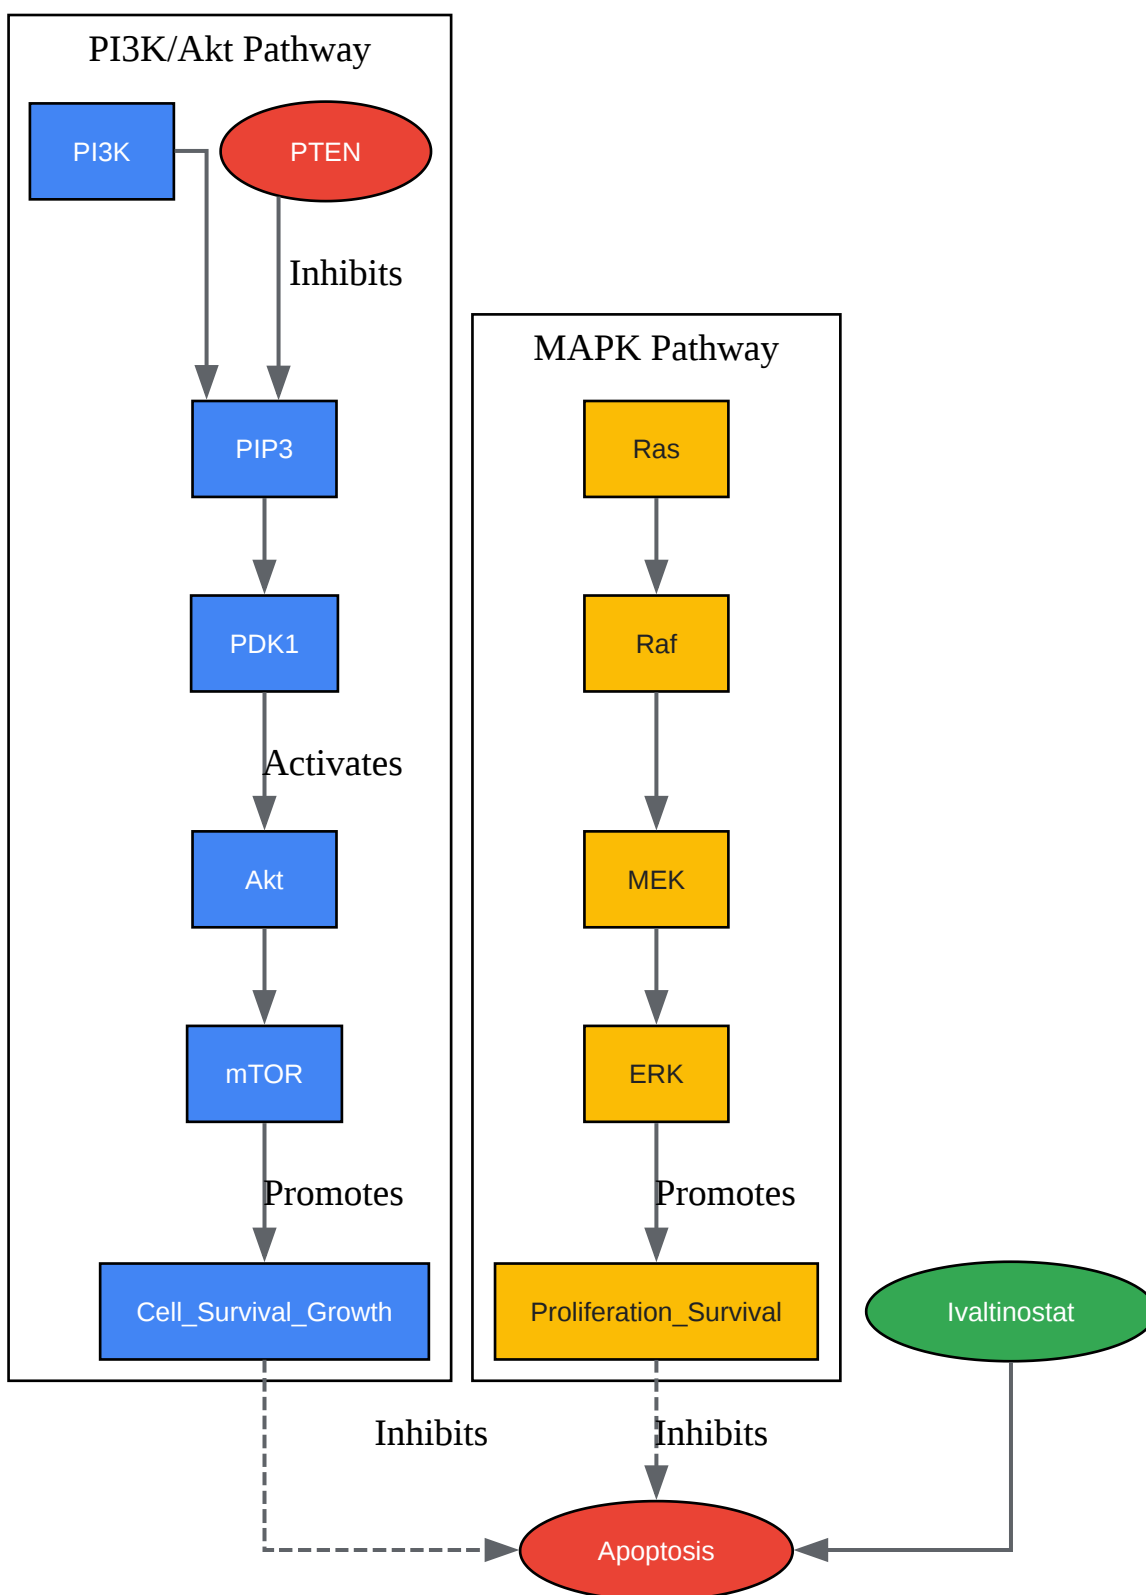 PI3K/Akt Pathway
PI3K
PTEN
Inhibits
MAPK Pathway
PIP3
Ras
PDK1
Raf
Activates
Akt
MEK
mTOR
ERK
Promotes
Promotes
Cell_Survival_Growth
Proliferation_Survival
Ivaltinostat
Inhibits
Inhibits
Apoptosis